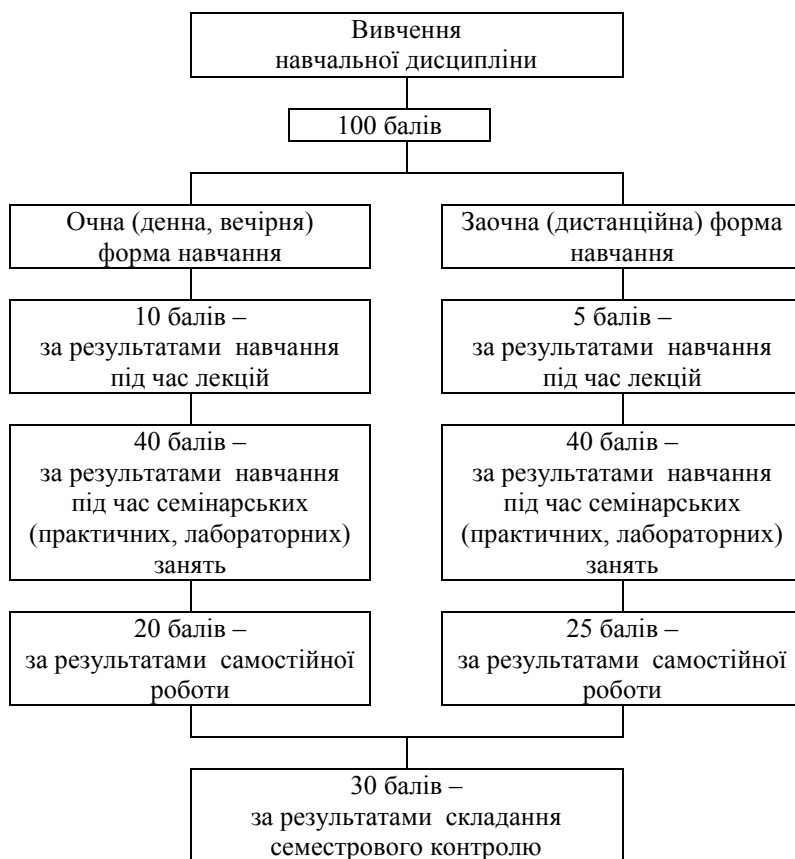 Вивчення
навчальної дисципліни
100 балів
Очна (денна, вечірня)
форма навчання
Заочна (дистанційна) форма
навчання
10 балів –
за результатами навчання
під час лекцій
5 балів –
за результатами навчання
під час лекцій
40 балів –
за результатами навчання
під час семінарських
(практичних, лабораторних)
занять
40 балів –
за результатами навчання
під час семінарських
(практичних, лабораторних)
занять
20 балів –
за результатами самостійної
роботи
25 балів –
за результатами самостійної
роботи
30 балів –
за результатами складання
семестрового контролю